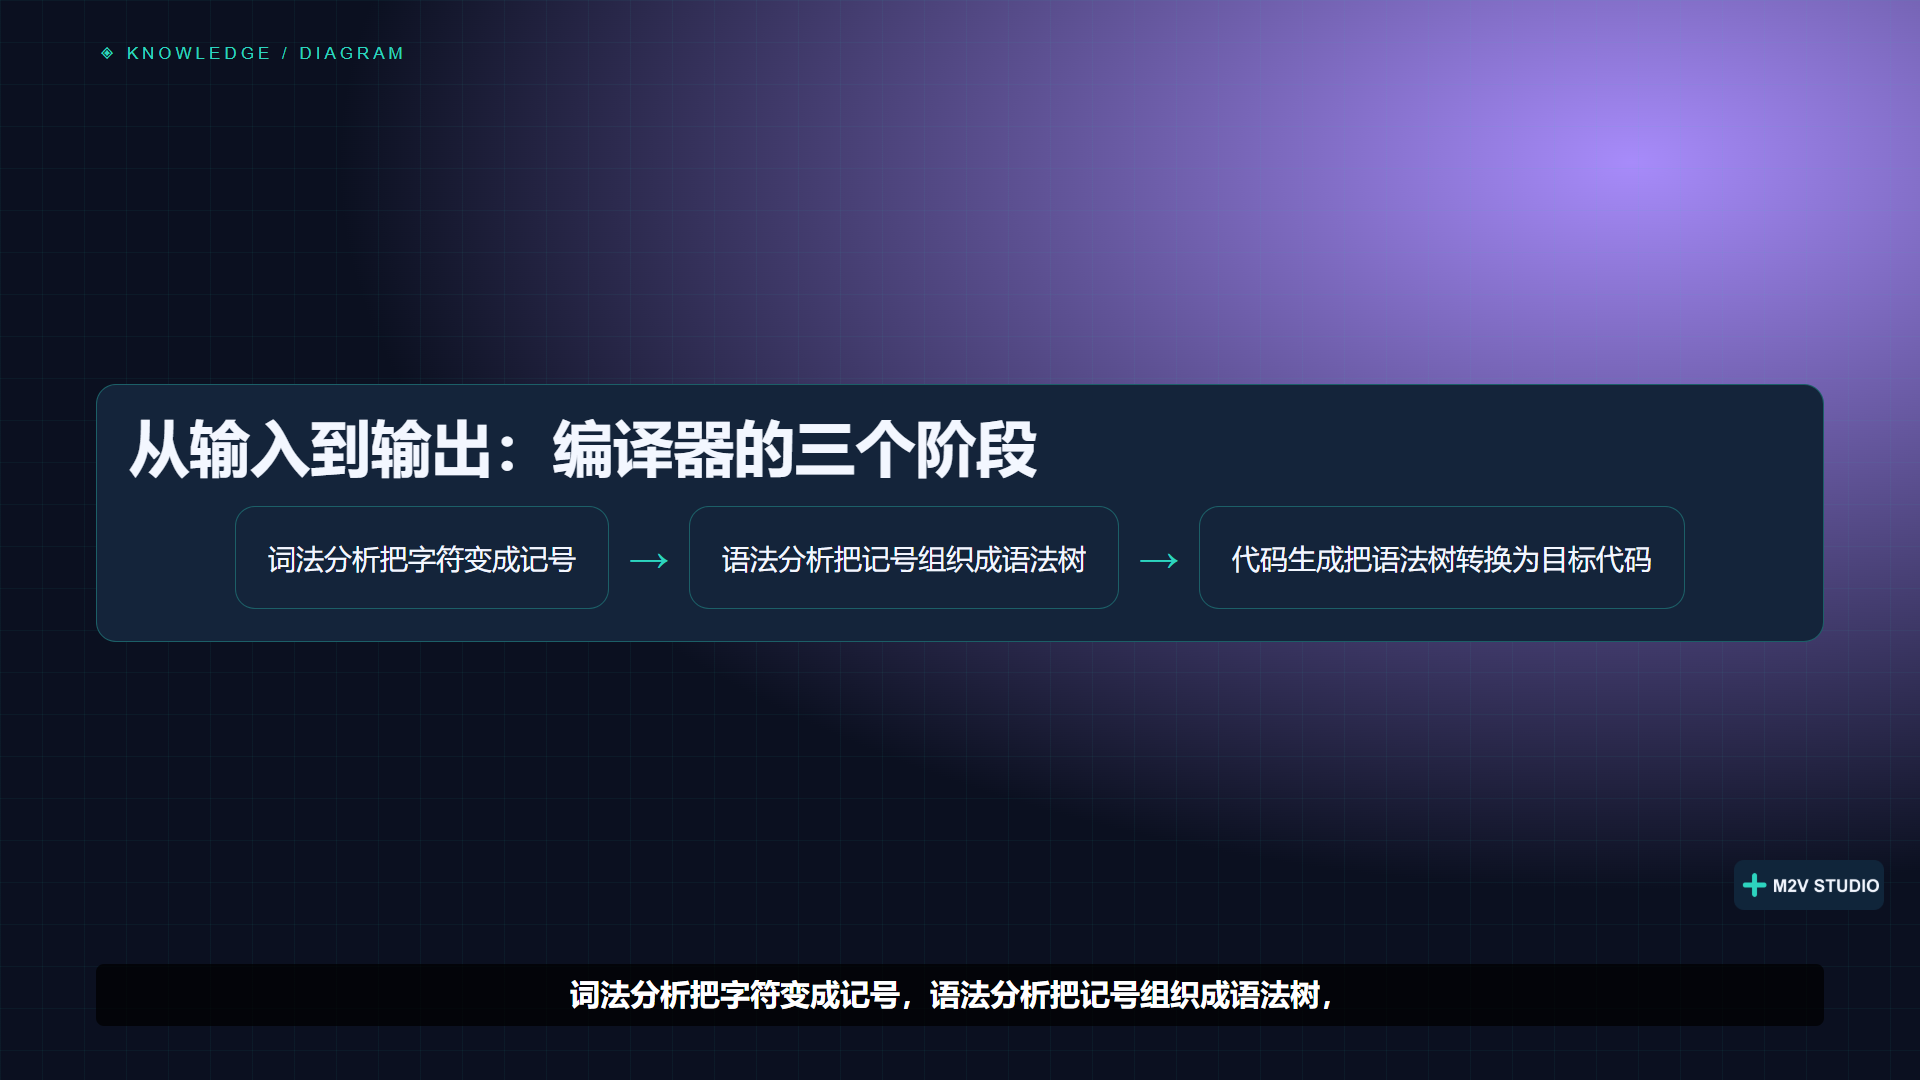 ◈ KNOWLEDGE / DIAGRAM
从输入到输出：编译器的三个阶段
词法分析把字符变成记号 → 语法分析把记号组织成语法树 → 代码生成把语法树转换为目标代码
M2V STUDIO
词法分析把字符变成记号，语法分析把记号组织成语法树，